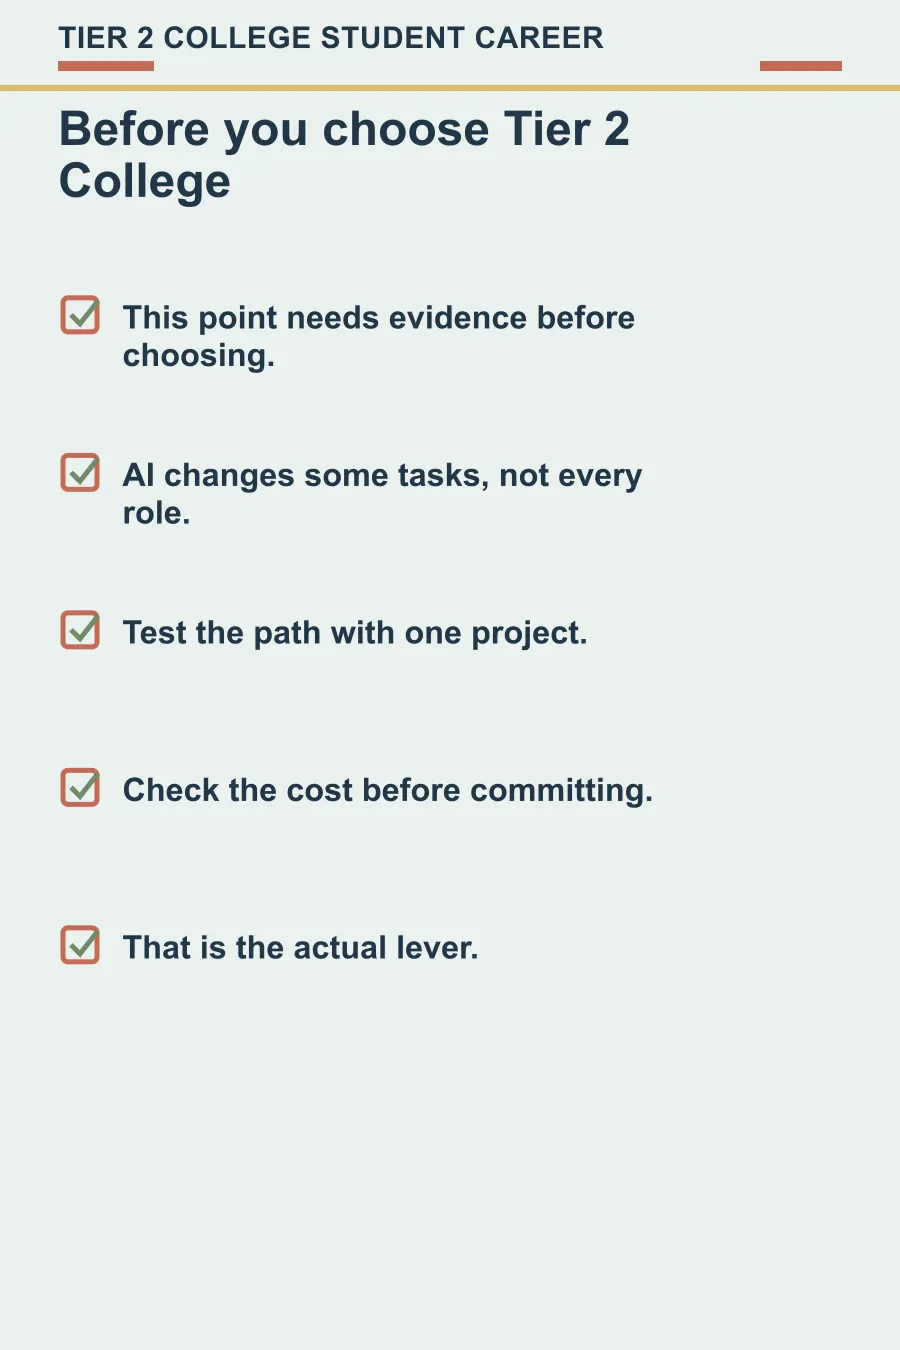 TIER 2 COLLEGE STUDENT CAREER
Before you choose Tier 2
College
This point needs evidence before
choosing.
AI changes some tasks, not every
role.
Test the path with one project.
Check the cost before committing.
That is the actual lever.